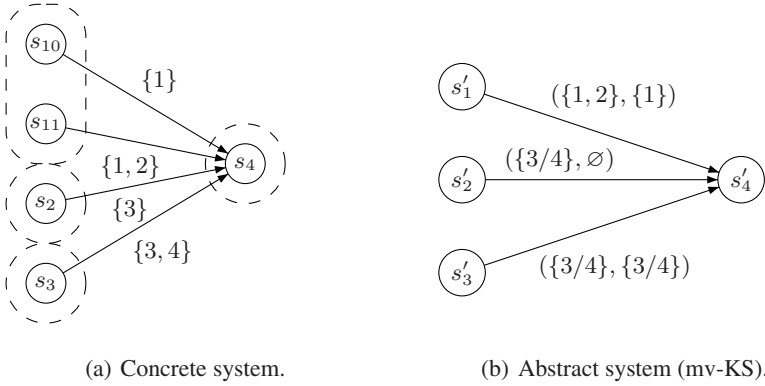 s₁₀
{1}
s₁₁
{1, 2}
s₄
s₂
{3}
{3, 4}
s₃
(a) Concrete system.
s′₁
({1, 2}, {1})
({3/4}, ∅)
s′₂
s′₄
s′₃
({3/4}, {3/4})
(b) Abstract system (mv-KS).